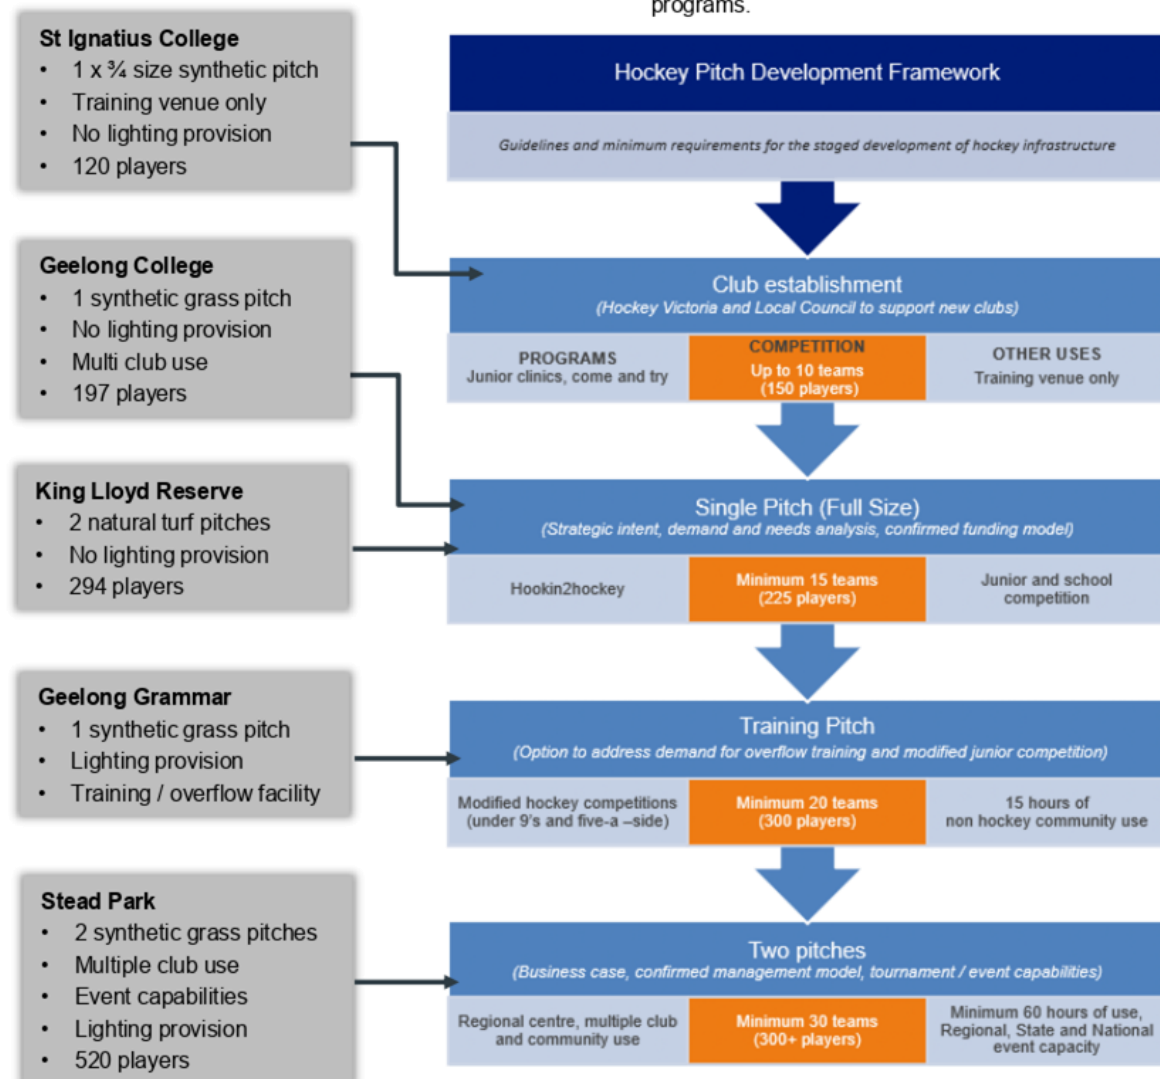 programs.
St Ignatius College
• 1 x ¾ size synthetic pitch
• Training venue only
• No lighting provision
• 120 players
Geelong College
• 1 synthetic grass pitch
• No lighting provision
• Multi club use
• 197 players
King Lloyd Reserve
• 2 natural turf pitches
• No lighting provision
• 294 players
Geelong Grammar
• 1 synthetic grass pitch
• Lighting provision
• Training / overflow facility
Stead Park
• 2 synthetic grass pitches
• Multiple club use
• Event capabilities
• Lighting provision
• 520 players
Hockey Pitch Development Framework
Guidelines and minimum requirements for the staged development of hockey infrastructure
Club establishment
(Hockey Victoria and Local Council to support new clubs)
PROGRAMS
Junior clinics, come and try
COMPETITION
Up to 10 teams
(150 players)
OTHER USES
Training venue only
Single Pitch (Full Size)
(Strategic intent, demand and needs analysis, confirmed funding model)
Hookin2hockey
Minimum 15 teams
(225 players)
Junior and school
competition
Training Pitch
(Option to address demand for overflow training and modified junior competition)
Modified hockey competitions
(under 9's and five-a –side)
Minimum 20 teams
(300 players)
15 hours of
non hockey community use
Two pitches
(Business case, confirmed management model, tournament / event capabilities)
Regional centre, multiple club
and community use
Minimum 30 teams
(300+ players)
Minimum 60 hours of use,
Regional, State and National
event capacity